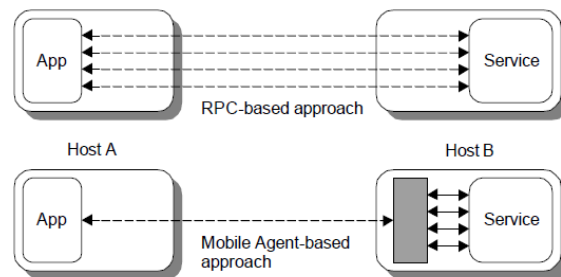 App
Service
RPC-based approach
Host A
Host B
App
Service
Mobile Agent-based
approach